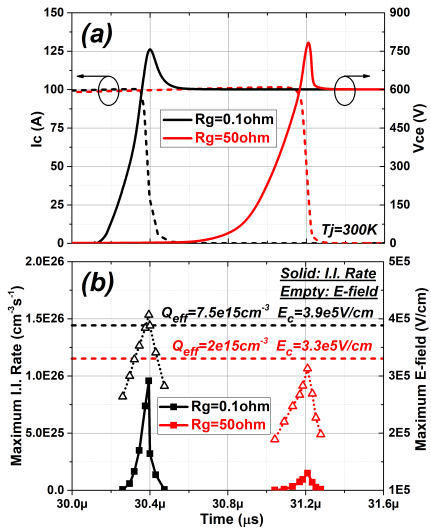 150
900
(a)
125
750
100
600
Ic (A)
75
450
Vce (V)
Rg=0.1ohm
50
300
Rg=50ohm
25
150
Tj=300K
0
0
2.0E26
5E5
(b)
Solid: I.I. Rate
Empty: E-field
Qeff=7.5e15cm⁻³ Ec=3.9e5V/cm
1.5E26
4E5
Qeff=2e15cm⁻³ Ec=3.3e5V/cm
Maximum I.I. Rate (cm⁻³s⁻¹)
1.0E26
3E5
Maximum E-field (V/cm)
Rg=0.1ohm
5.0E25
2E5
Rg=50ohm
0.0
1E5
30.0µ
30.4µ
30.8µ
31.2µ
31.6µ
Time (µs)